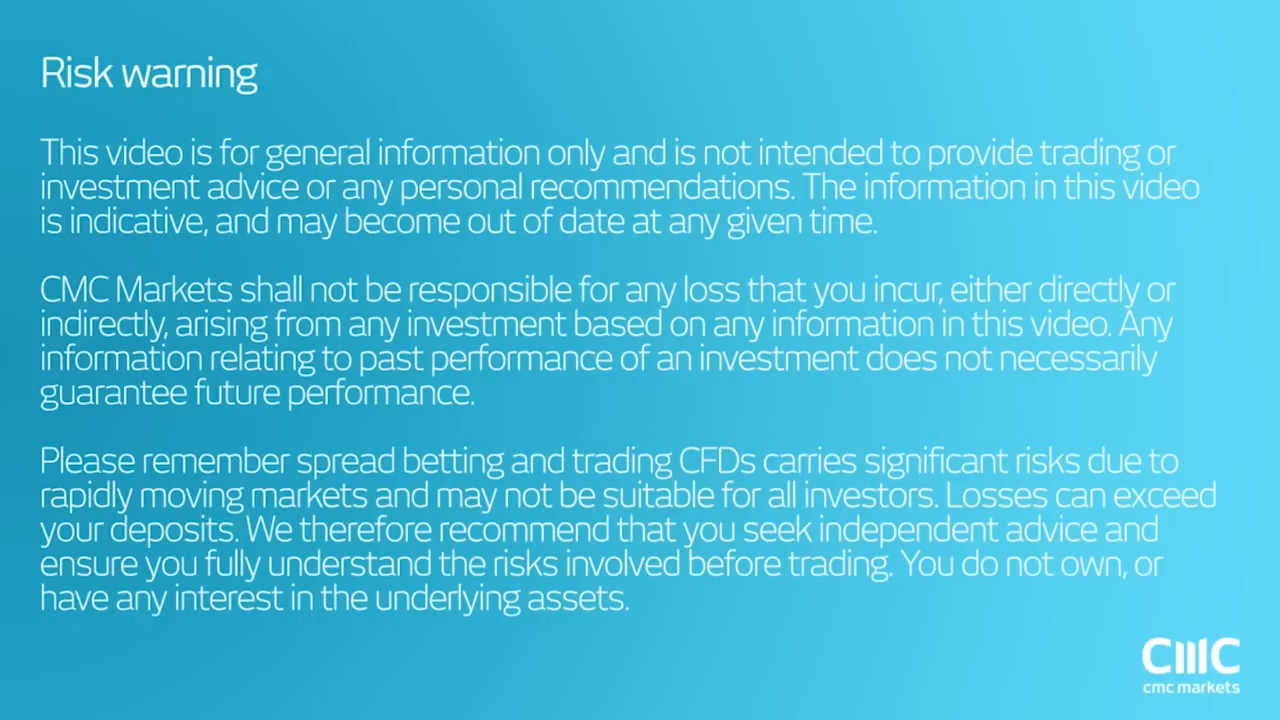 Risk warning
This video is for general information only and is not intended to provide trading or
investment advice or any personal recommendations. The information in this video
is indicative, and may become out of date at any given time.
CMC Markets shall not be responsible for any loss that you incur, either directly or
indirectly, arising from any investment based on any information in this video. Any
information relating to past performance of an investment does not necessarily
guarantee future performance.
Please remember spread betting and trading CFDs carries significant risks due to
rapidly moving markets and may not be suitable for all investors. Losses can exceed
your deposits. We therefore recommend that you seek independent advice and
ensure you fully understand the risks involved before trading. You do not own, or
have any interest in the underlying assets.
CMC
cmc markets